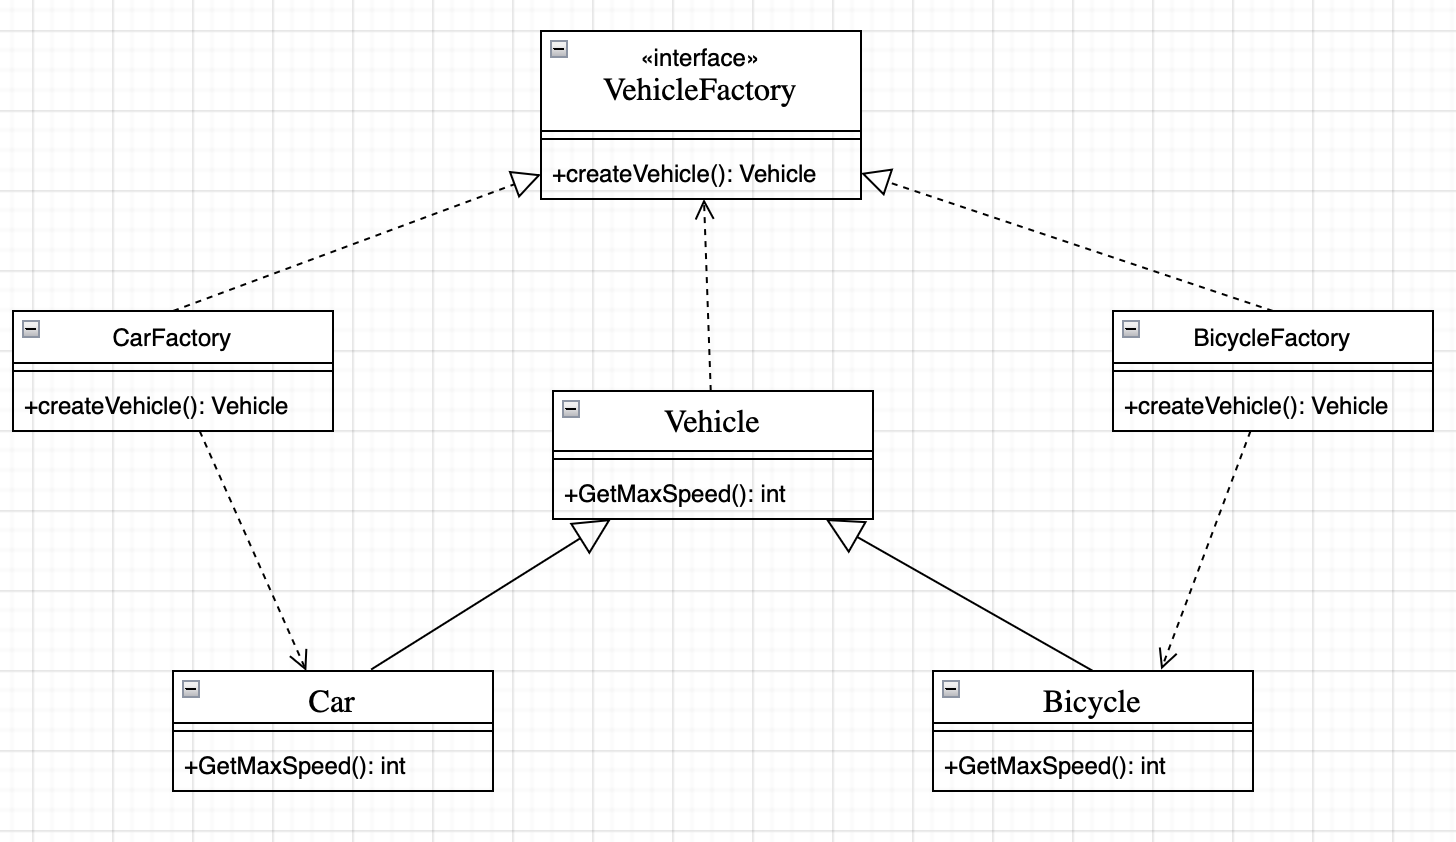 «interface»
VehicleFactory
+createVehicle(): Vehicle
CarFactory
+createVehicle(): Vehicle
BicycleFactory
+createVehicle(): Vehicle
Vehicle
+GetMaxSpeed(): int
Car
+GetMaxSpeed(): int
Bicycle
+GetMaxSpeed(): int